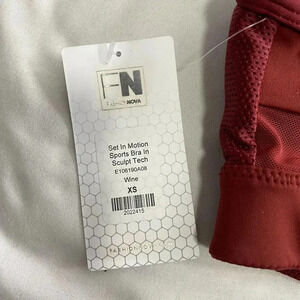 FN
FASHION NOVA
Set In Motion
Sports Bra In
Sculpt Tech
E106190A08
Wine
XS
2022415